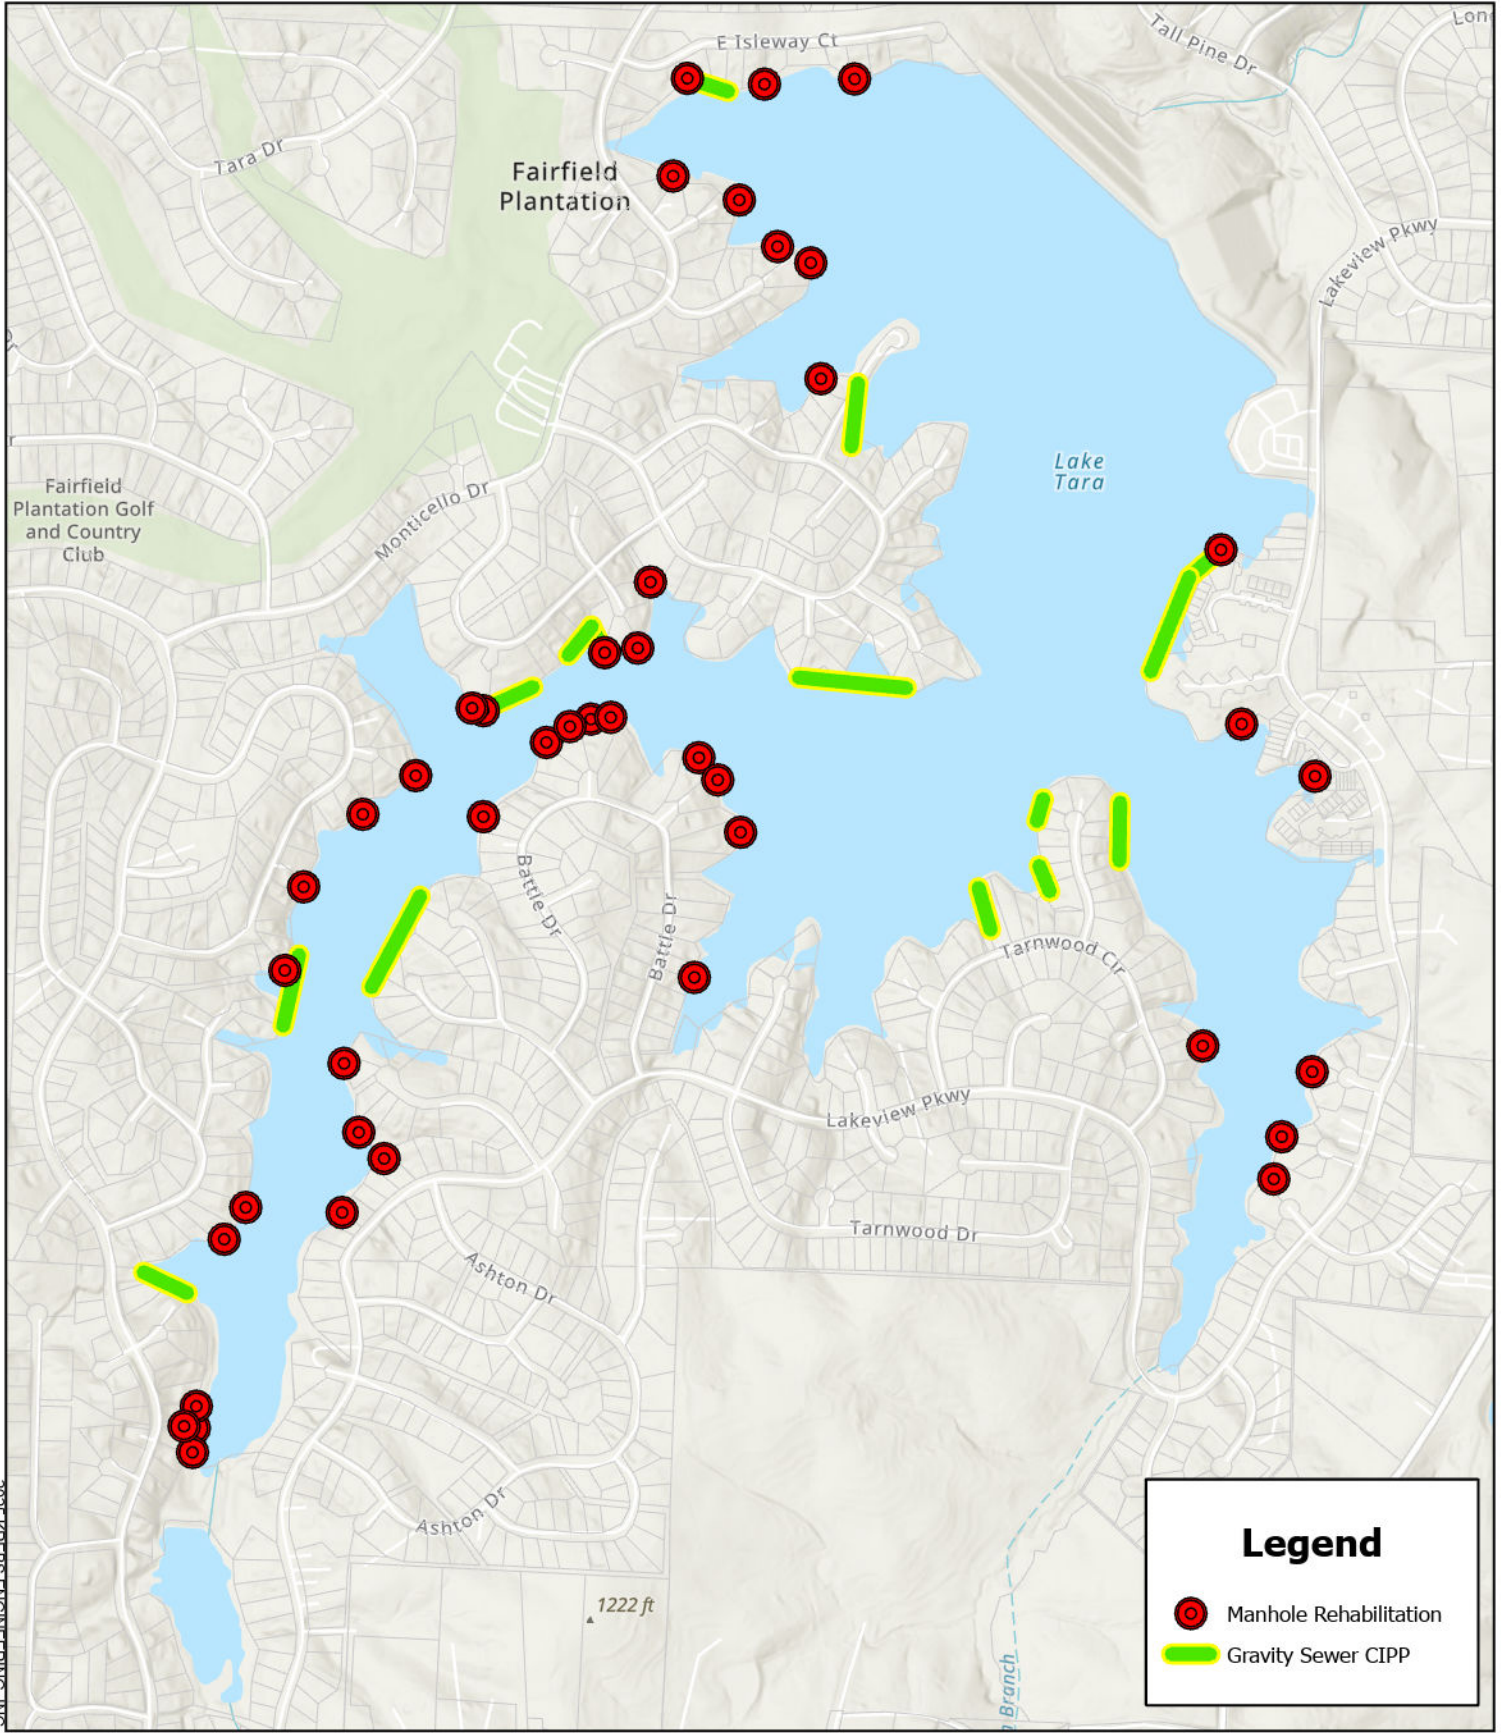 E Isleway Ct
Tall Pine Dr
Tara Dr
Fairfield
Plantation
Lakeview Pkwy
Lake
Tara
Fairfield
Plantation Golf
and Country
Club
Monticello Dr
Battle Dr
Battle Dr
Tarnwood Cir
Lakeview Pkwy
Tarnwood Dr
Ashton Dr
Ashton Dr
1222 ft
Branch
Legend
Manhole Rehabilitation
Gravity Sewer CIPP